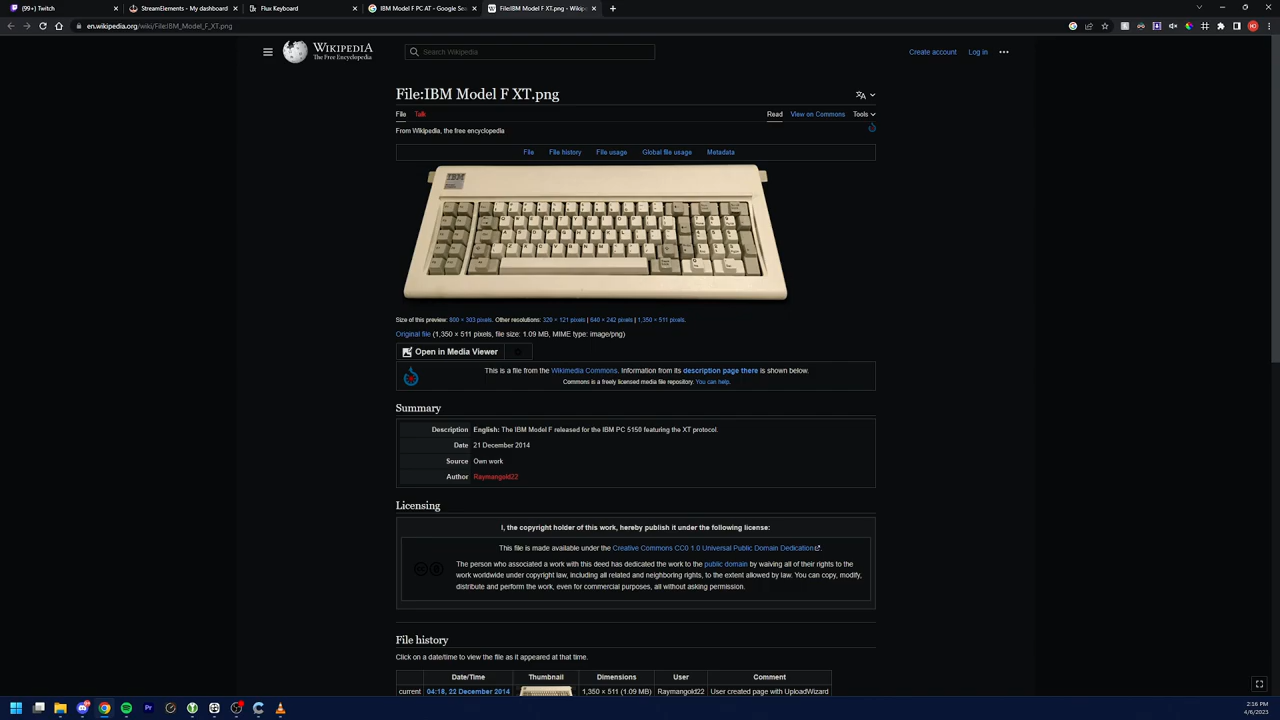 (99+) Twitch
StreamElements - My dashboard
Flux Keyboard
IBM Model F PC AT - Google Sea
File:IBM Model F XT.png - Wikipe
en.wikipedia.org/wiki/File:IBM_Model_F_XT.png
WIKIPEDIA
The Free Encyclopedia
Search Wikipedia
Create account
Log in
File:IBM Model F XT.png
File
Talk
Read
View on Commons
Tools
From Wikipedia, the free encyclopedia
File
File history
File usage
Global file usage
Metadata
IBM
Size of this preview: 800 × 303 pixels. Other resolutions: 320 × 121 pixels | 640 × 242 pixels | 1,350 × 511 pixels.
Original file (1,350 × 511 pixels, file size: 1.09 MB, MIME type: image/png)
Open in Media Viewer
This is a file from the Wikimedia Commons. Information from its description page there is shown below.
Commons is a freely licensed media file repository. You can help.
Summary
Description English: The IBM Model F released for the IBM PC 5150 featuring the XT protocol.
Date 21 December 2014
Source Own work
Author Raymangold22
Licensing
I, the copyright holder of this work, hereby publish it under the following license:
This file is made available under the Creative Commons CC0 1.0 Universal Public Domain Dedication.
The person who associated a work with this deed has dedicated the work to the public domain by waiving all of their rights to the
work worldwide under copyright law, including all related and neighboring rights, to the extent allowed by law. You can copy, modify,
distribute and perform the work, even for commercial purposes, all without asking permission.
File history
Click on a date/time to view the file as it appeared at that time.
Date/Time Thumbnail Dimensions User Comment
current 04:18, 22 December 2014 1,350 × 511 (1.09 MB) Raymangold22 User created page with UploadWizard
2:16 PM
4/6/2023